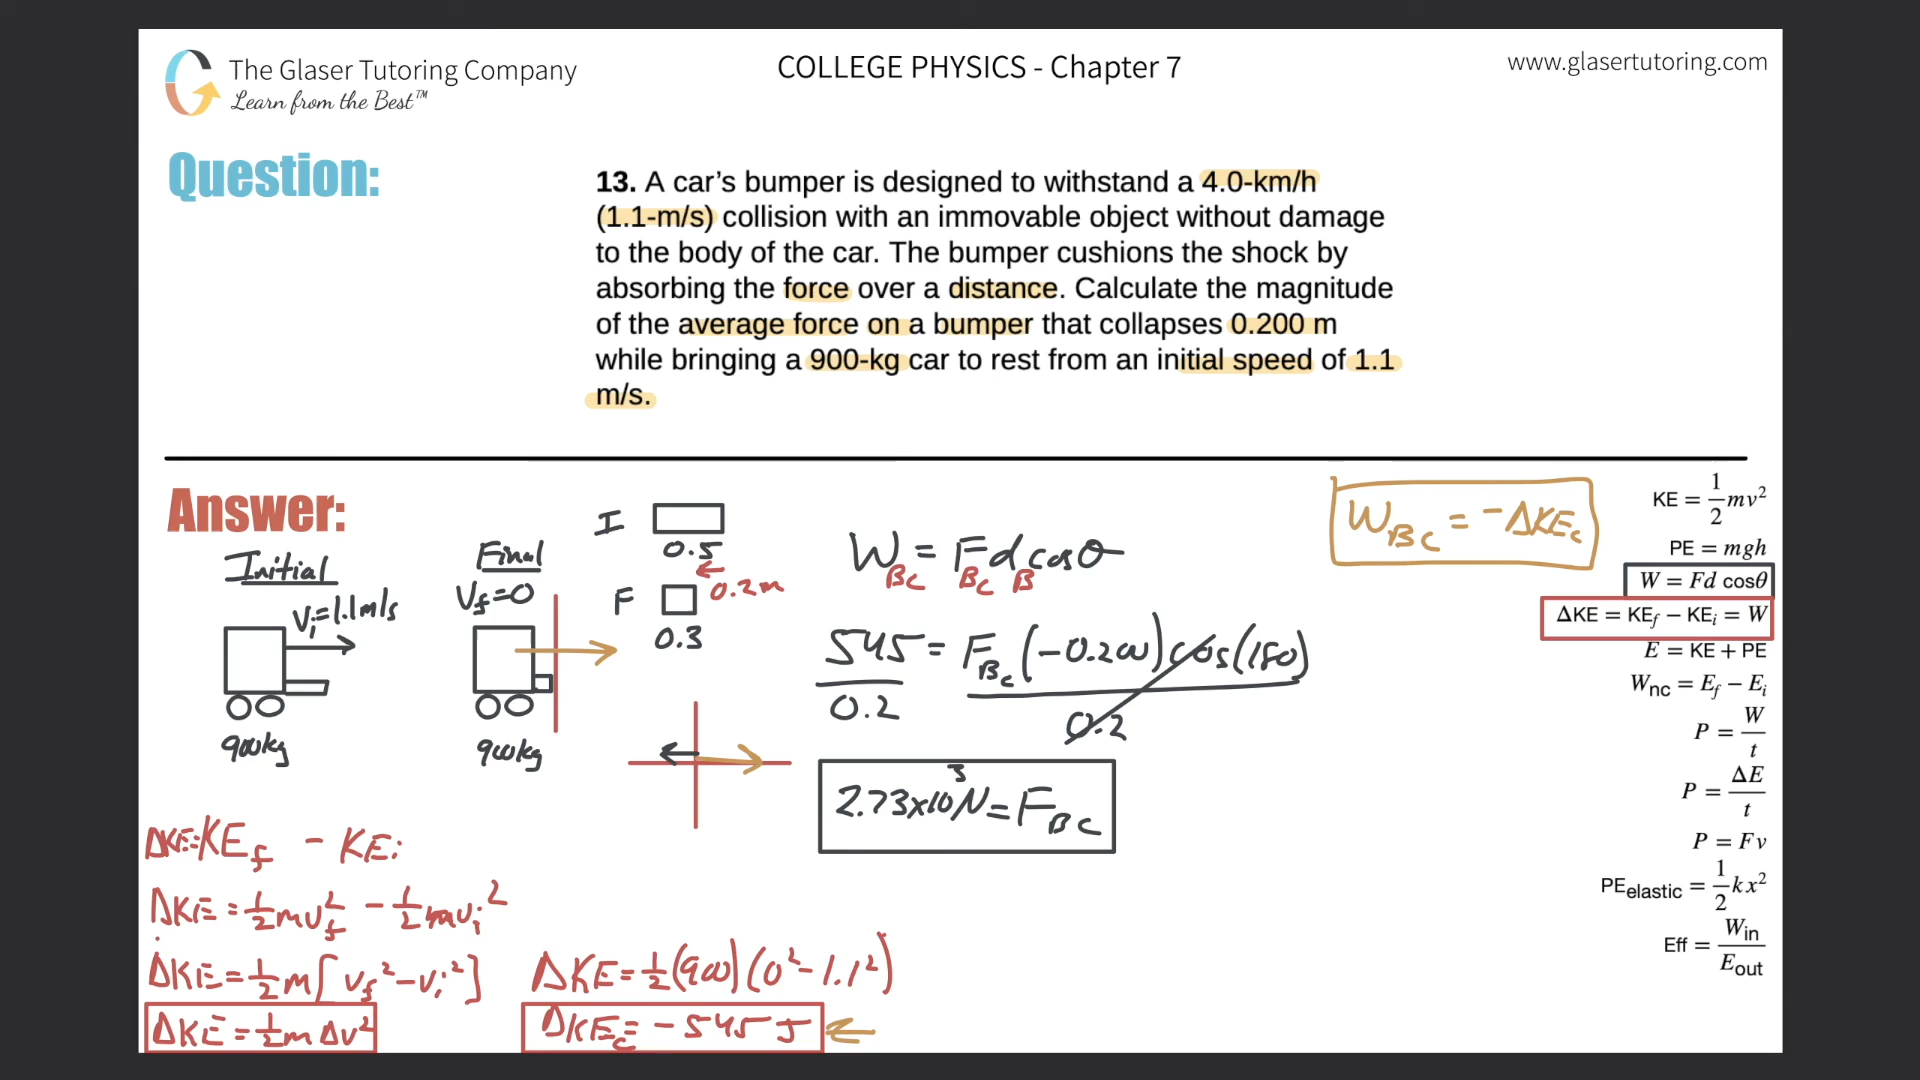 The Glaser Tutoring Company
Learn from the Best™
COLLEGE PHYSICS - Chapter 7
www.glasertutoring.com
Question:
13. A car's bumper is designed to withstand a 4.0-km/h
(1.1-m/s) collision with an immovable object without damage
to the body of the car. The bumper cushions the shock by
absorbing the force over a distance. Calculate the magnitude
of the average force on a bumper that collapses 0.200 m
while bringing a 900-kg car to rest from an initial speed of 1.1
m/s.
Answer:
Initial
Vi=1.1m/s
900kg
Final
Vf=0
900kg
I
0.5
0.2m
F
0.3
ΔKE=KEf - KEi
ΔKE=½mvf² - ½mvi²
ΔKE=½m[vf²-vi²]
ΔKE=½mΔv²
ΔKE=½(900)(0²-1.1²)
ΔKEc=-545J
WBC = FBC dB cosθ
545 = FBC(-0.200)cos(180)
0.2 0.2
2.73x10³N=FBC
WBC = -ΔKEc
KE = 1/2 mv²
PE = mgh
W = Fd cosθ
ΔKE = KEf − KEi = W
E = KE + PE
Wnc = Ef − Ei
P = W/t
P = ΔE/t
P = Fv
PEelastic = 1/2 kx²
Eff = Win/Eout